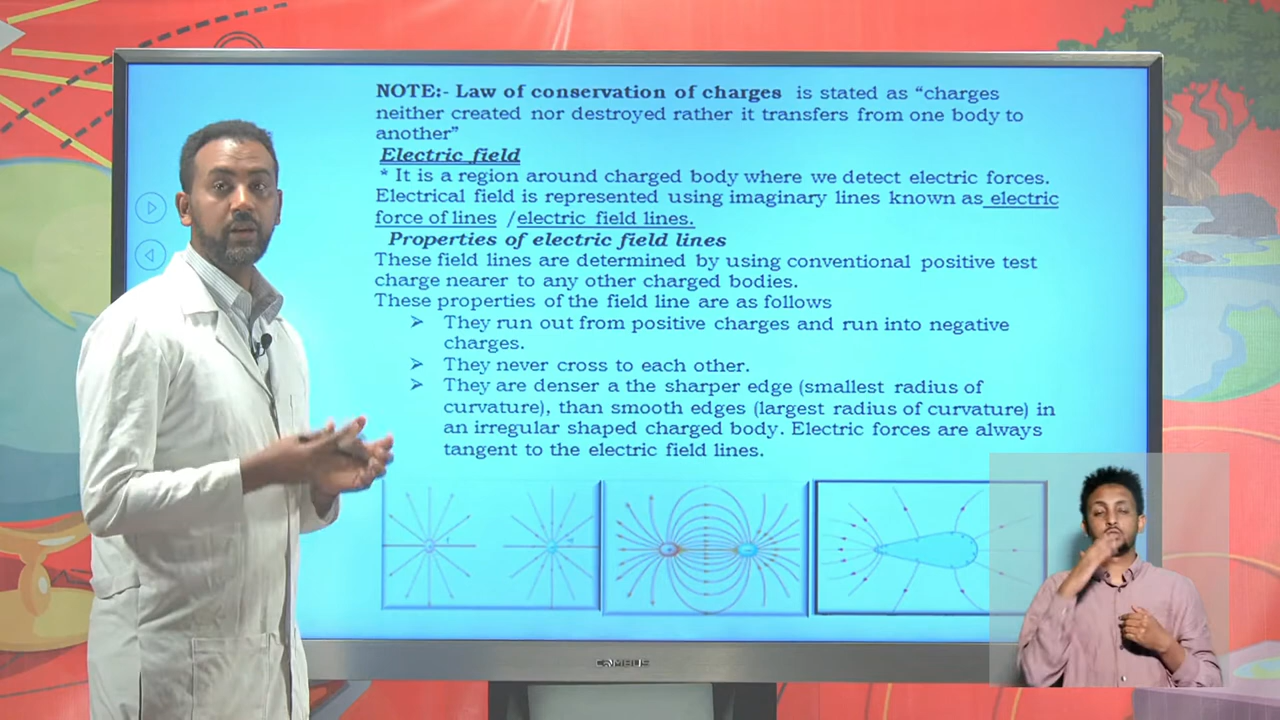 NOTE:- Law of conservation of charges is stated as “charges
neither created nor destroyed rather it transfers from one body to
another”
Electric field
* It is a region around charged body where we detect electric forces.
Electrical field is represented using imaginary lines known as electric
force of lines /electric field lines.
Properties of electric field lines
These field lines are determined by using conventional positive test
charge nearer to any other charged bodies.
These properties of the field line are as follows
➢ They run out from positive charges and run into negative
charges.
➢ They never cross to each other.
➢ They are denser a the sharper edge (smallest radius of
curvature), than smooth edges (largest radius of curvature) in
an irregular shaped charged body. Electric forces are always
tangent to the electric field lines.